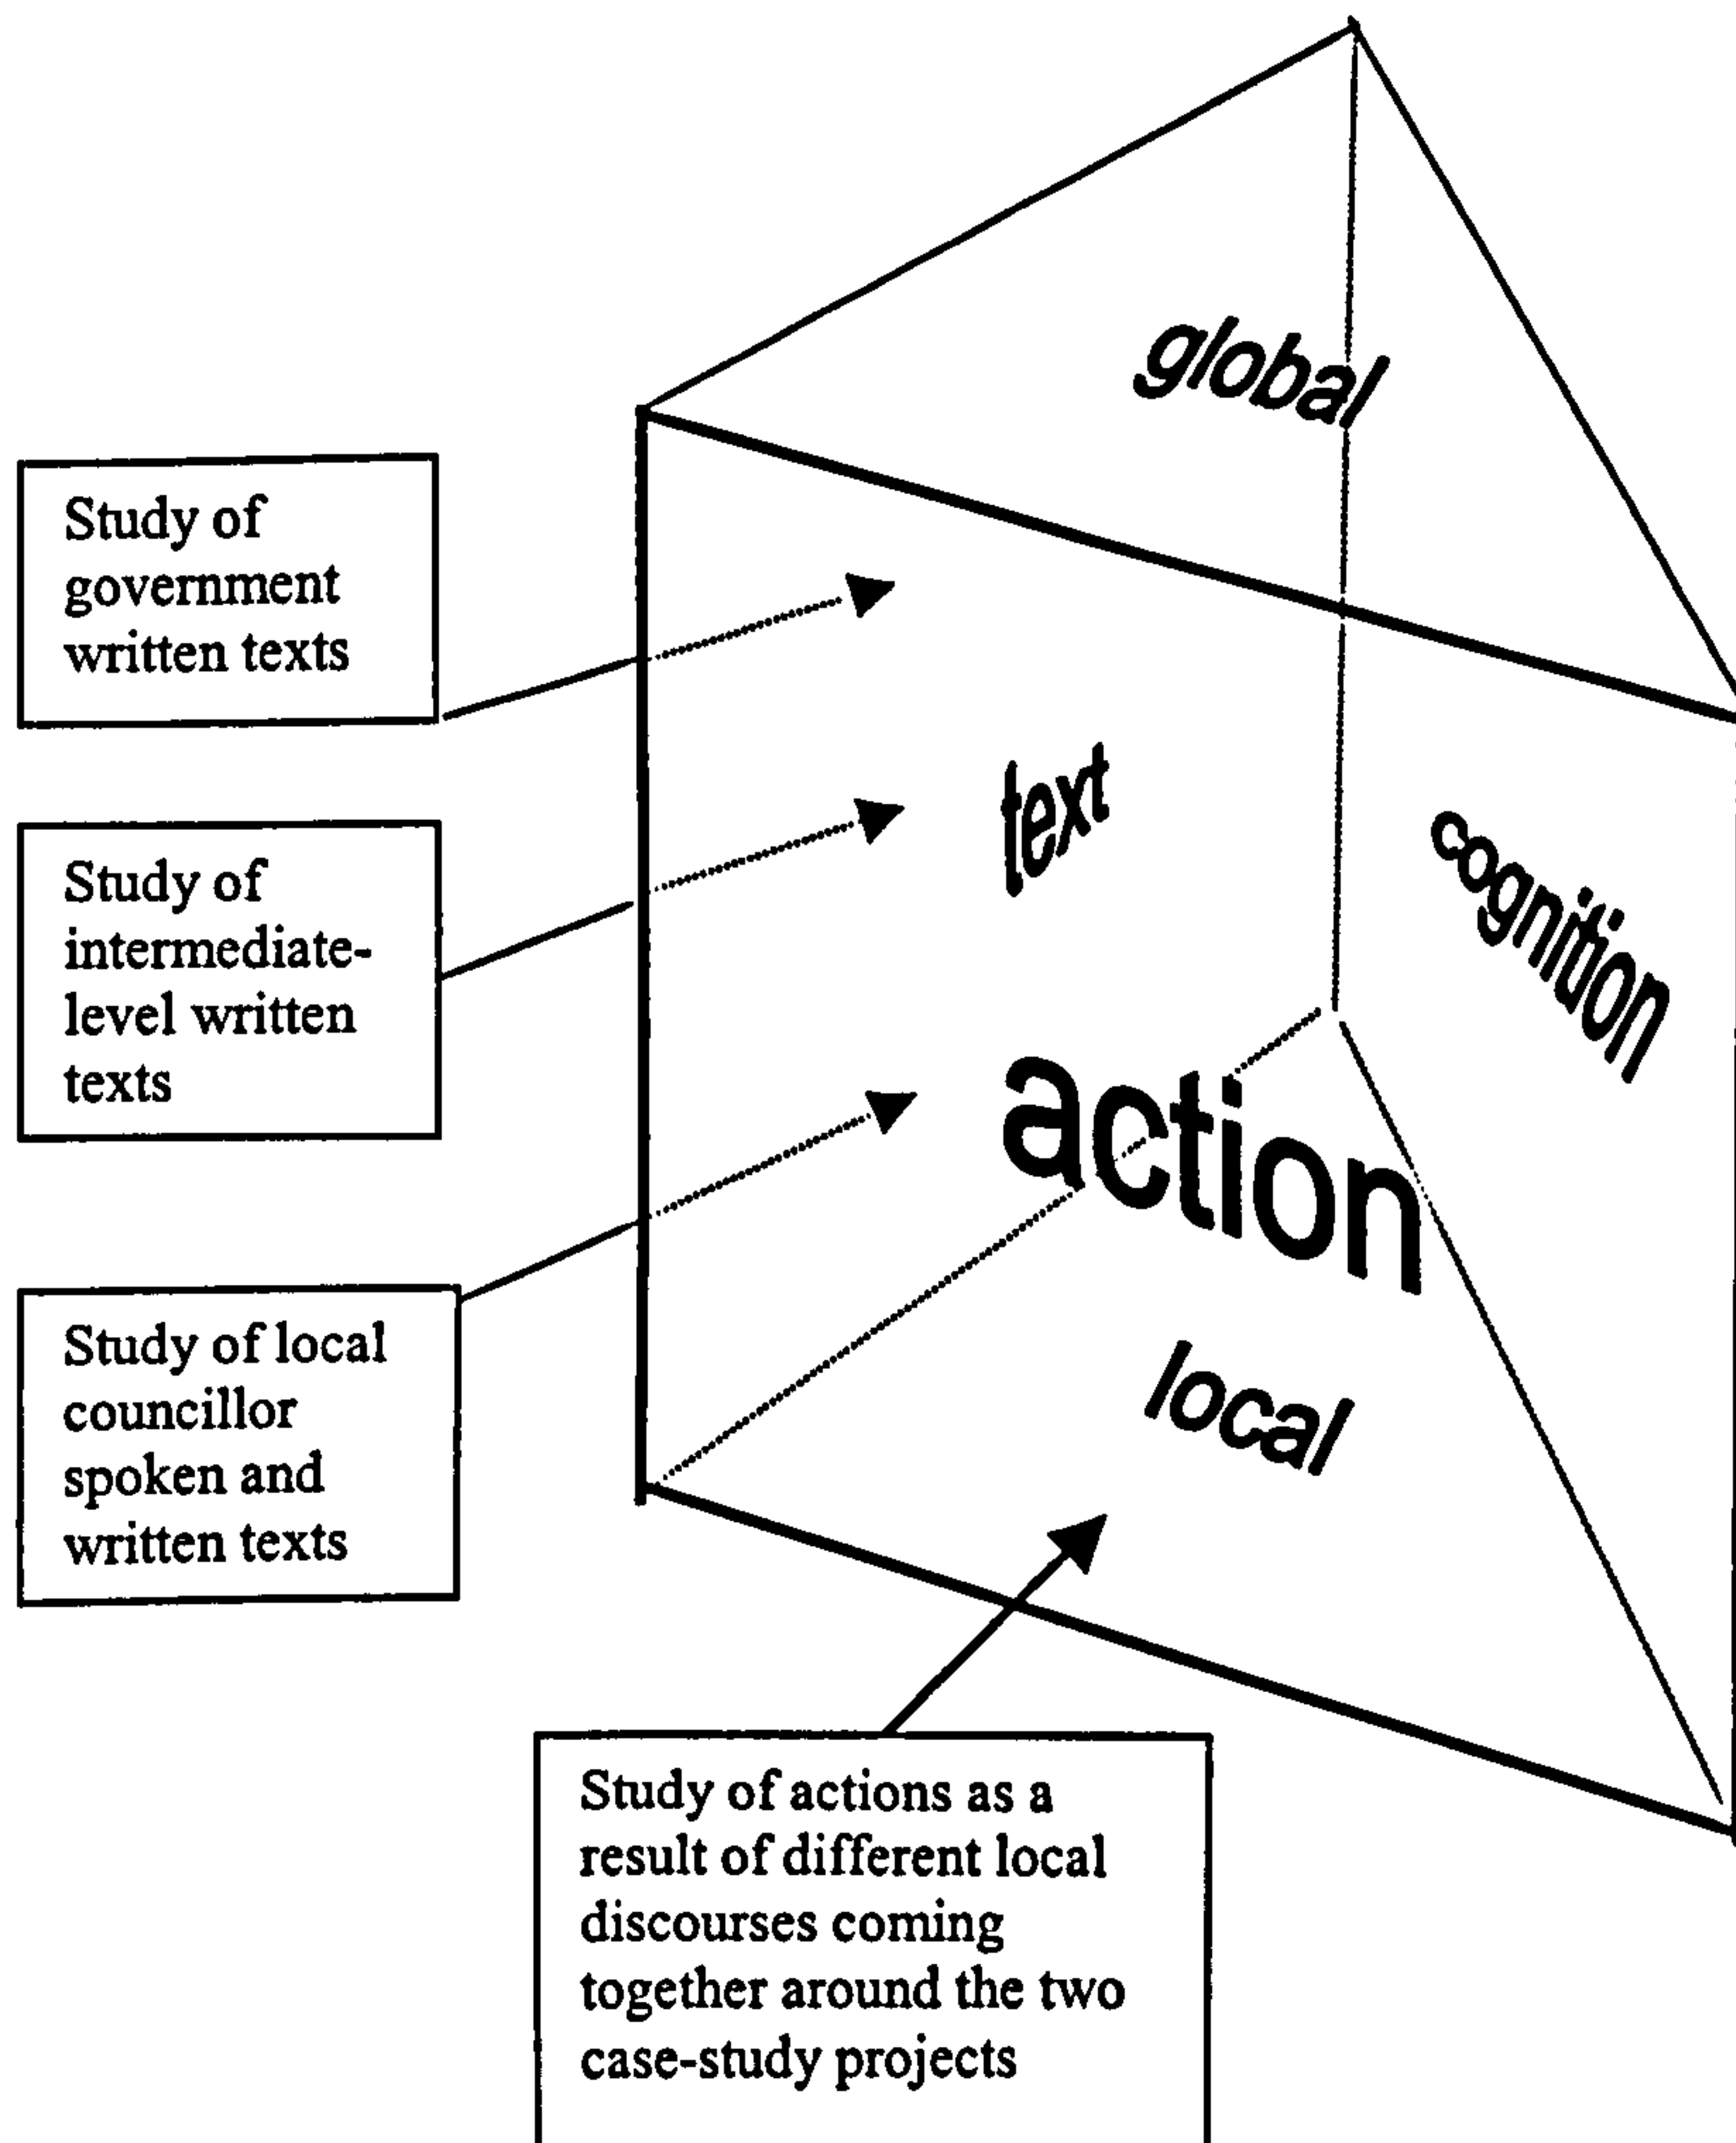 global
Study of
government
written texts
text
cognition
Study of
intermediate-
level written
texts
action
Study of local
councillor
spoken and
written texts
local
Study of actions as a
result of different local
discourses coming
together around the two
case-study projects